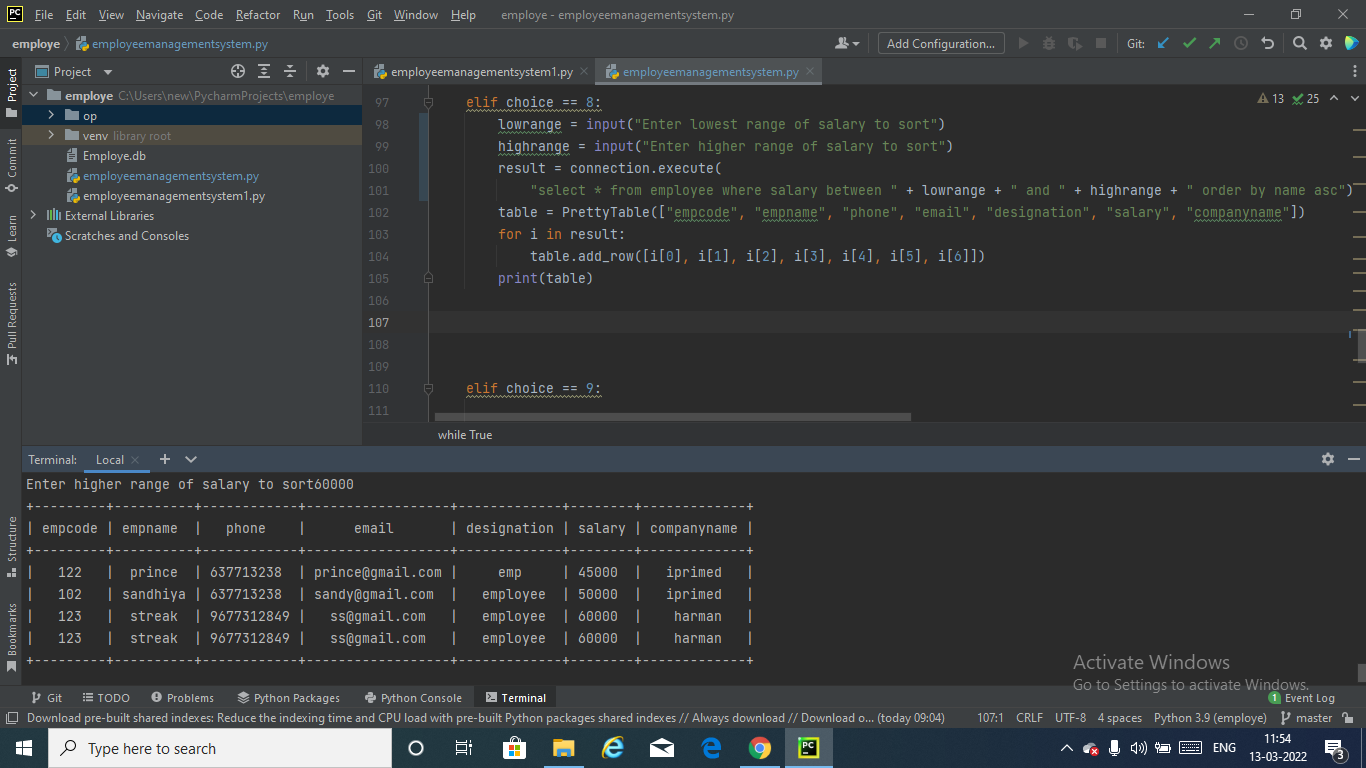 PC File Edit View Navigate Code Refactor Run Tools Git Window Help employe - employeemanagementsystem.py
employe employeemanagementsystem.py Add Configuration... Git:
Project
Project
employeemanagementsystem1.py employeemanagementsystem.py
employe C:\Users\new\PycharmProjects\employe
op
venv library root
Employe.db
employeemanagementsystem.py
employeemanagementsystem1.py
External Libraries
Scratches and Consoles
Commit
Learn
Pull Requests
Structure
Bookmarks
13 25
97 elif choice == 8:
98 lowrange = input("Enter lowest range of salary to sort")
99 highrange = input("Enter higher range of salary to sort")
100 result = connection.execute(
101 "select * from employee where salary between " + lowrange + " and " + highrange + " order by name asc")
102 table = PrettyTable(["empcode", "empname", "phone", "email", "designation", "salary", "companyname"])
103 for i in result:
104 table.add_row([i[0], i[1], i[2], i[3], i[4], i[5], i[6]])
105 print(table)
106
107
108
109
110 elif choice == 9:
111
while True
Terminal: Local
Enter higher range of salary to sort60000
+---------+----------+------------+------------------+-------------+--------+-------------+
| empcode | empname | phone | email | designation | salary | companyname |
+---------+----------+------------+------------------+-------------+--------+-------------+
| 122 | prince | 637713238 | prince@gmail.com | emp | 45000 | iprimed |
| 102 | sandhiya | 637713238 | sandy@gmail.com | employee | 50000 | iprimed |
| 123 | streak | 9677312849 | ss@gmail.com | employee | 60000 | harman |
| 123 | streak | 9677312849 | ss@gmail.com | employee | 60000 | harman |
+---------+----------+------------+------------------+-------------+--------+-------------+
Activate Windows
Go to Settings to activate Windows.
Git TODO Problems Python Packages Python Console Terminal 1 Event Log
Download pre-built shared indexes: Reduce the indexing time and CPU load with pre-built Python packages shared indexes // Always download // Download o... (today 09:04) 107:1 CRLF UTF-8 4 spaces Python 3.9 (employe) master
Type here to search PC ENG 11:54
13-03-2022 3